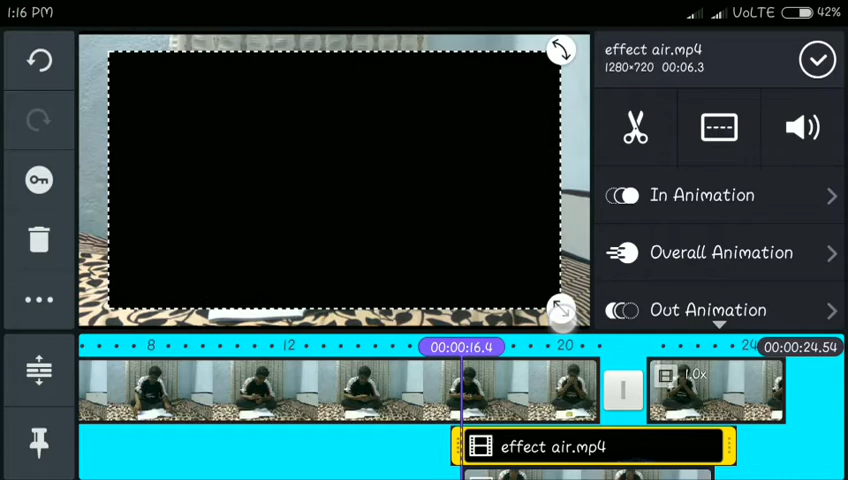 1:16 PM
VoLTE 42%
effect air.mp4
1280×720 00:06.3
In Animation
Overall Animation
Out Animation
8 12 00:00:16.4 20 24 00:00:24.54
1.0x
effect air.mp4